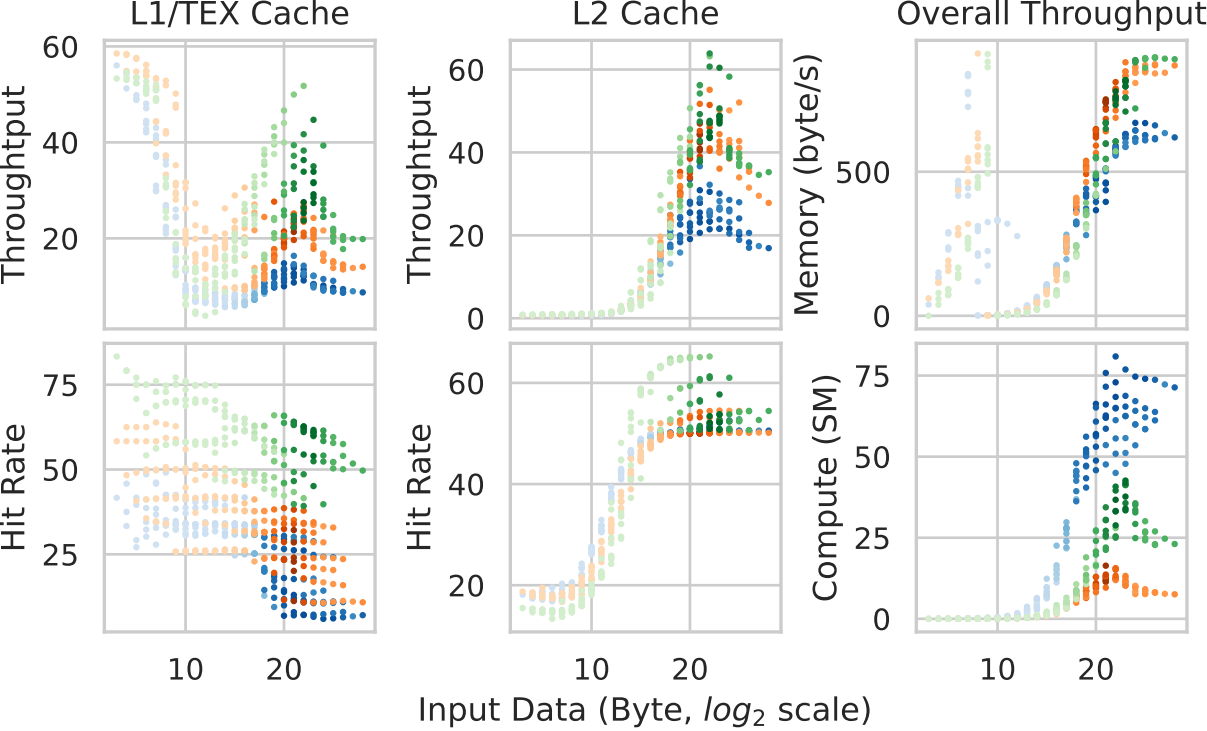 L1/TEX Cache
L2 Cache
Overall Throughput
Throughtput
60
40
20
Throughtput
60
40
20
0
Memory (byte/s)
500
0
Hit Rate
75
50
25
Hit Rate
60
40
20
Compute (SM)
75
50
25
0
10 20
10 20
10 20
Input Data (Byte, log₂ scale)